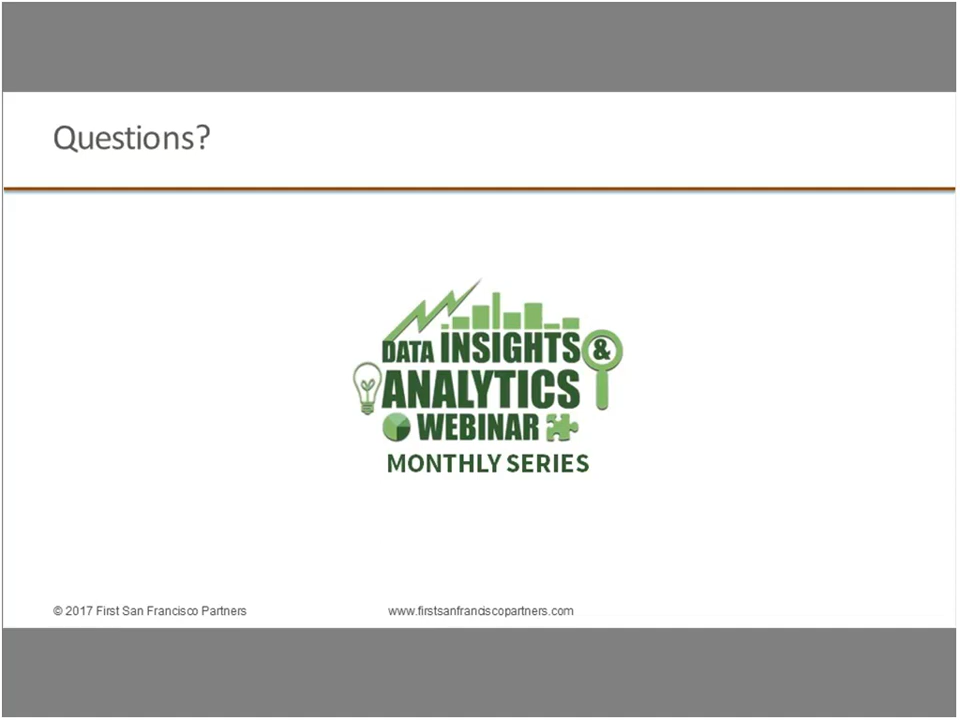 Questions?
DATA INSIGHTS &
ANALYTICS
WEBINAR
MONTHLY SERIES
© 2017 First San Francisco Partners
www.firstsanfranciscopartners.com